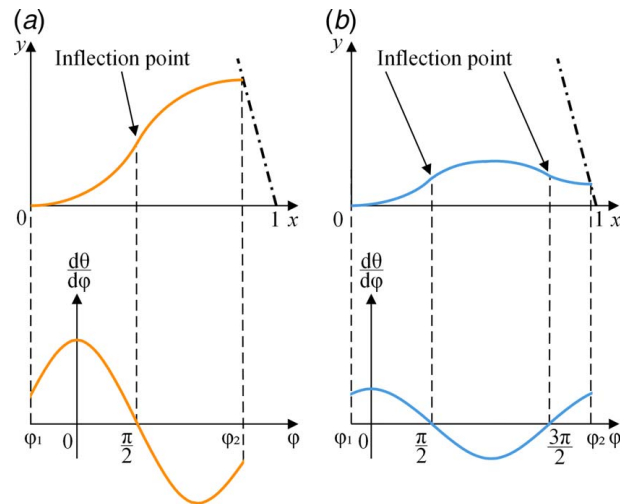 (a)
y
Inflection point
0
1 x
dθ
dφ
φ₁ 0 π/2 φ₂ φ
(b)
y
Inflection point
0
1 x
dθ
dφ
φ₁ 0 π/2 3π/2 φ₂ φ